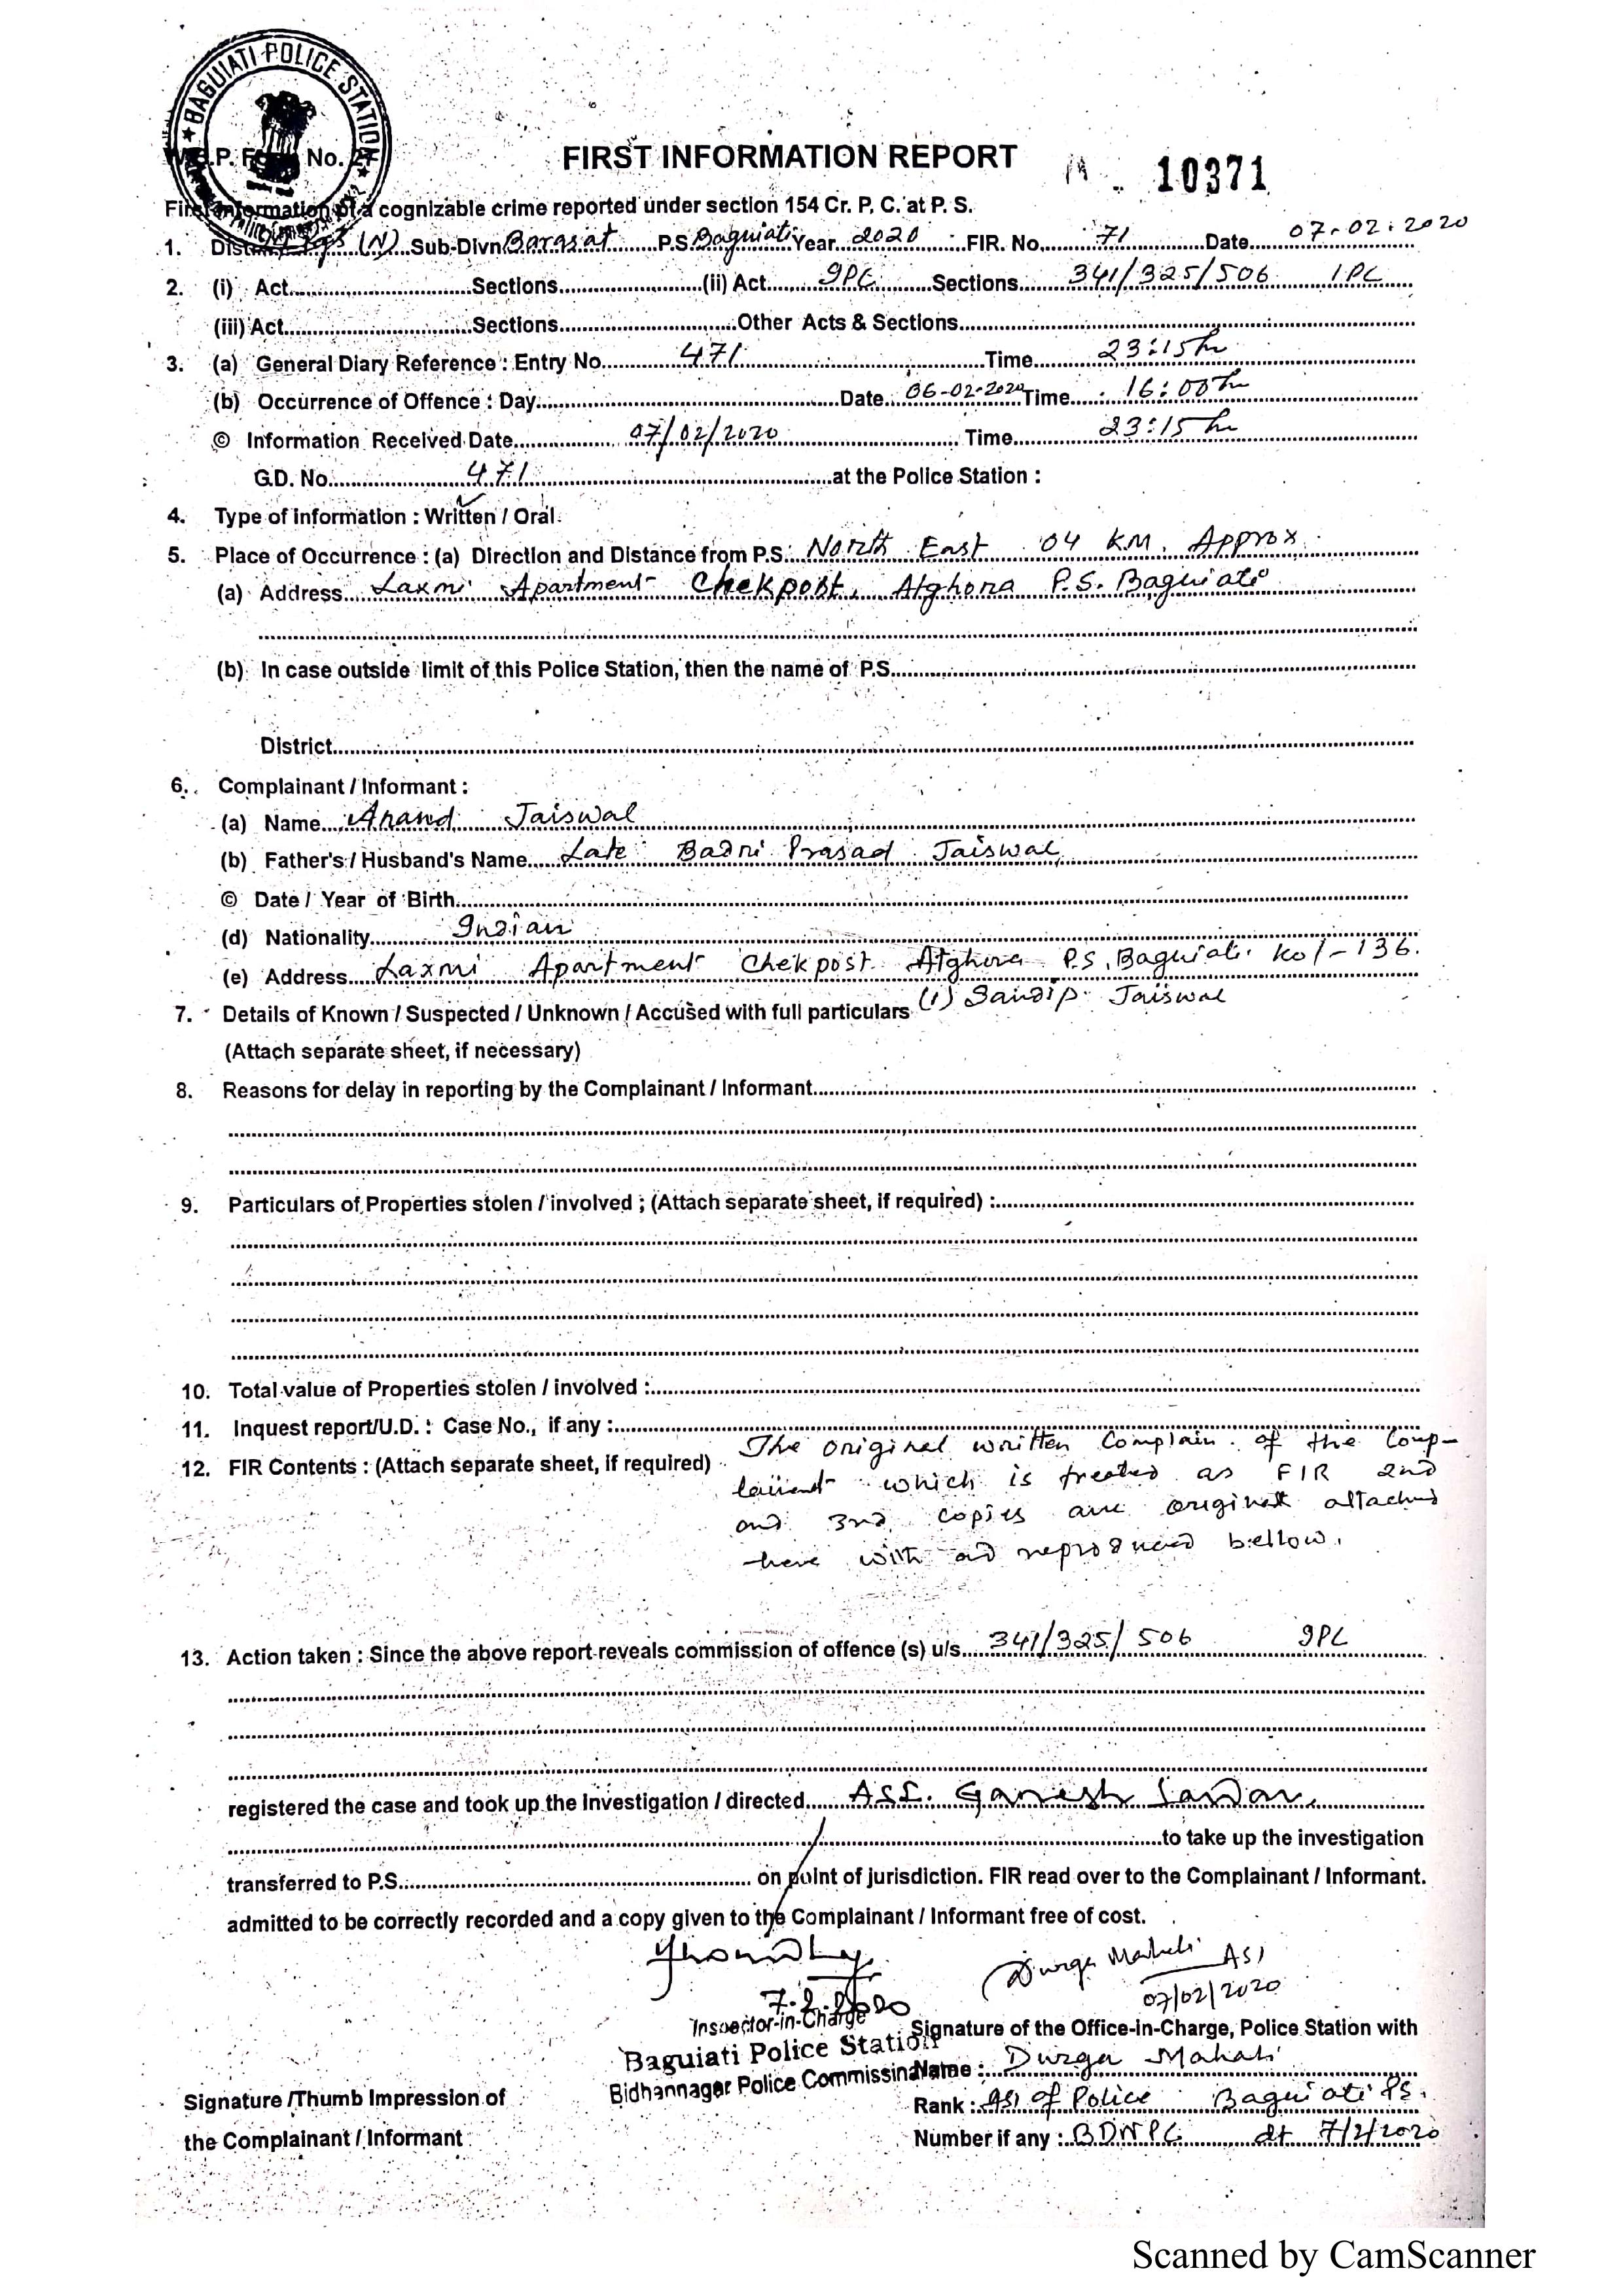 BAGUIATI POLICE STATION
P. Form No.
FIRST INFORMATION REPORT 10371
First Information of a cognizable crime reported under section 154 Cr. P. C. at P. S.
1. (N) Sub-Divn Barasat P.S Baguiati Year 2020 FIR. No. 71 Date 07.02.2020
2. (i) Act Sections (ii) Act IPC Sections 341/325/506 IPC
(iii) Act Sections Other Acts & Sections
3. (a) General Diary Reference : Entry No. 471 Time 23:15 hr
(b) Occurrence of Offence : Day Date 06-02-2020 Time 16:00 hr
© Information Received Date 07/02/2020 Time 23:15 hr
G.D. No. 471 at the Police Station :
4. Type of information : Written / Oral
5. Place of Occurrence : (a) Direction and Distance from P.S. North East 04 KM. Approx
(a) Address Laxmi Apartment Chekpost, Atghora P.S. Baguiati
(b) In case outside limit of this Police Station, then the name of P.S.
District
6. Complainant / Informant :
(a) Name Anand Jaiswal
(b) Father's / Husband's Name Late Badri Prasad Jaiswal,
© Date / Year of Birth
(d) Nationality Indian
(e) Address Laxmi Apartment Chekpost Atghora P.S. Baguiati Kol-136.
7. Details of Known / Suspected / Unknown / Accused with full particulars (1) Sandip Jaiswal
(Attach separate sheet, if necessary)
8. Reasons for delay in reporting by the Complainant / Informant
9. Particulars of Properties stolen / involved ; (Attach separate sheet, if required) :
10. Total value of Properties stolen / involved :
11. Inquest report/U.D. : Case No., if any :
12. FIR Contents : (Attach separate sheet, if required) The original written Complain of the Comp-
lainant which is treated as FIR 2nd
and 3rd copies are original attached
here with and reproduced bellow.
13. Action taken : Since the above report reveals commission of offence (s) u/s 341/325/506 IPC
registered the case and took up the investigation / directed ASI. Ganesh Sardar
to take up the investigation
transferred to P.S. on point of jurisdiction. FIR read over to the Complainant / Informant.
admitted to be correctly recorded and a copy given to the Complainant / Informant free of cost.
Durga Mahali ASI
7.2.2020 07/02/2020
Inspector-in-Charge Signature of the Office-in-Charge, Police Station with
Baguiati Police Station Name : Durga Mahali
Bidhannagar Police Commissin
Signature /Thumb Impression of Rank : ASI of Police Baguiati PS.
the Complainant / Informant Number if any : BDNPC dt 7/2/2020
Scanned by CamScanner